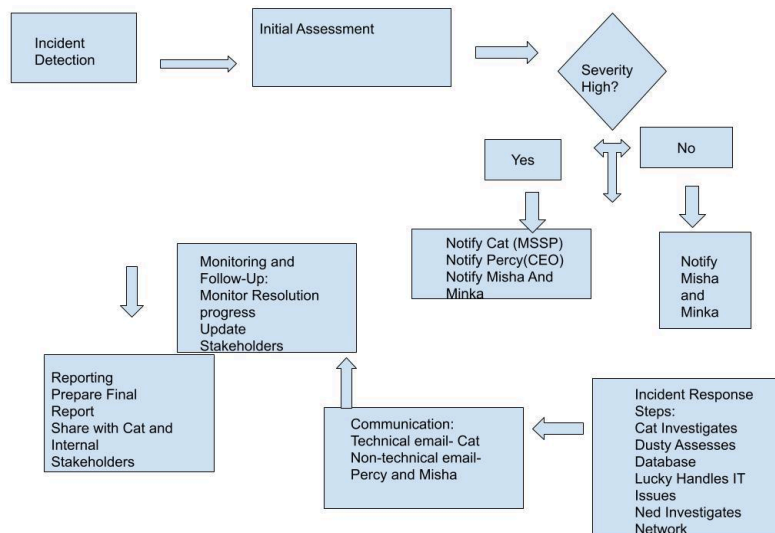 Incident
Detection
Initial Assessment
Severity
High?
Yes
No
Notify Cat (MSSP)
Notify Percy(CEO)
Notify Misha And
Minka
Notify
Misha
and
Minka
Incident Response
Steps:
Cat Investigates
Dusty Assesses
Database
Lucky Handles IT
Issues
Ned Investigates
Network
Communication:
Technical email- Cat
Non-technical email-
Percy and Misha
Monitoring and
Follow-Up:
Monitor Resolution
progress
Update
Stakeholders
Reporting
Prepare Final
Report
Share with Cat and
Internal
Stakeholders